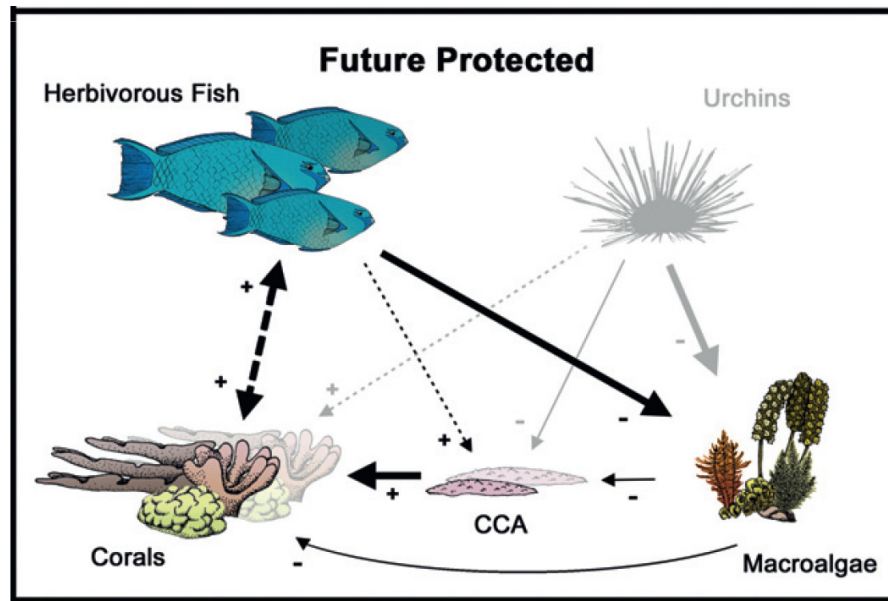 Future Protected
Herbivorous Fish
Urchins
+
-
+
+
-
-
+
-
+
-
CCA
Corals
-
Macroalgae